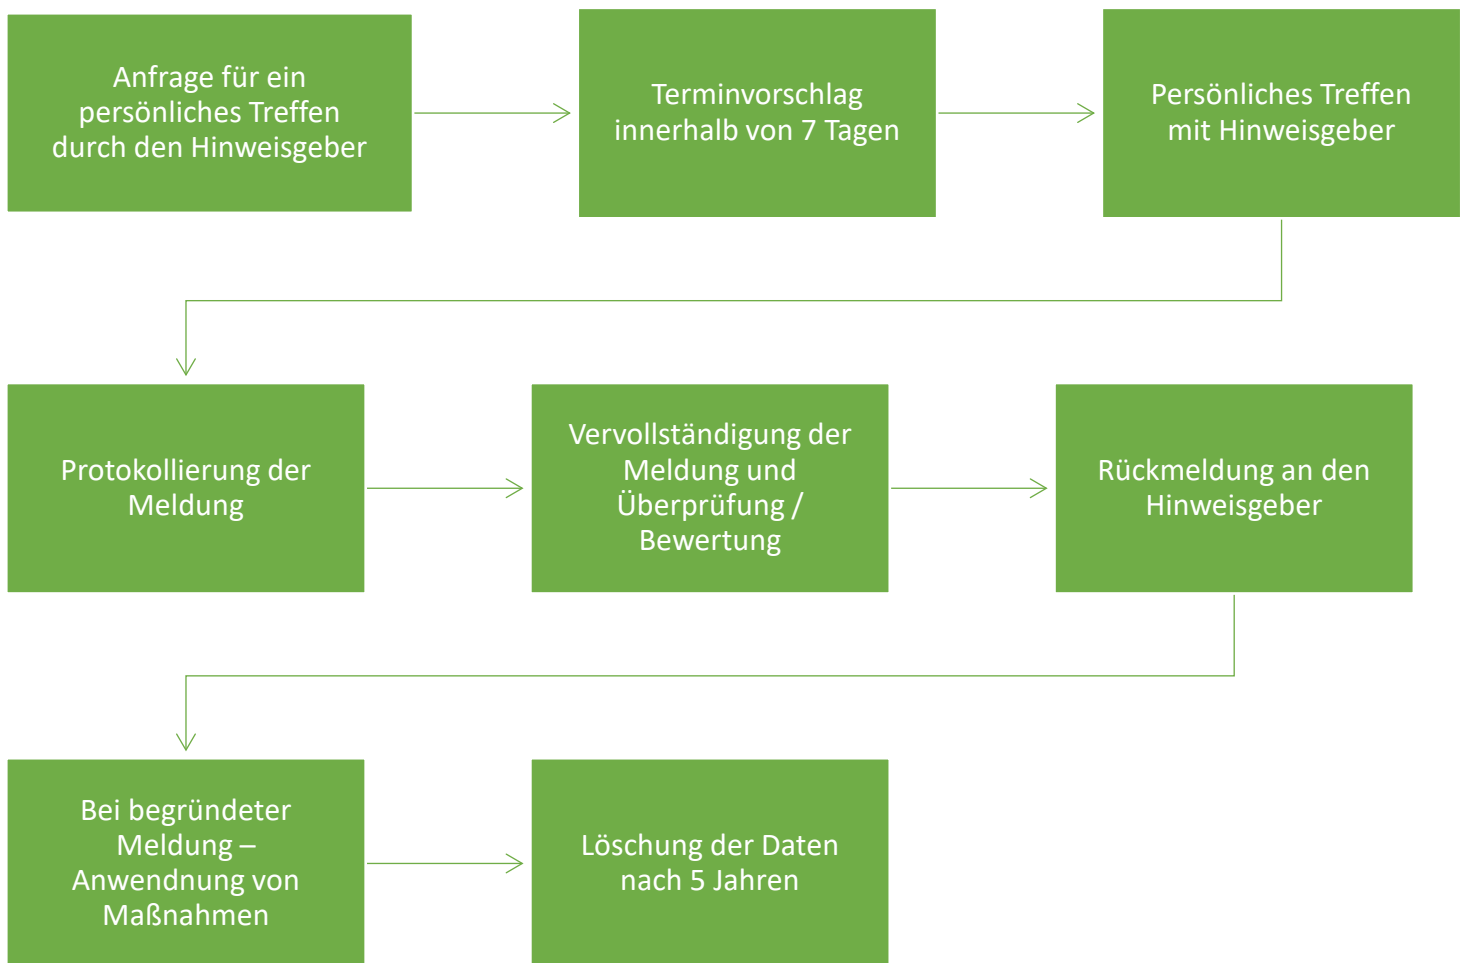 Anfrage für ein
persönliches Treffen
durch den Hinweisgeber
Terminvorschlag
innerhalb von 7 Tagen
Persönliches Treffen
mit Hinweisgeber
Protokollierung der
Meldung
Vervollständigung der
Meldung und
Überprüfung /
Bewertung
Rückmeldung an den
Hinweisgeber
Bei begründeter
Meldung –
Anwendnung von
Maßnahmen
Löschung der Daten
nach 5 Jahren